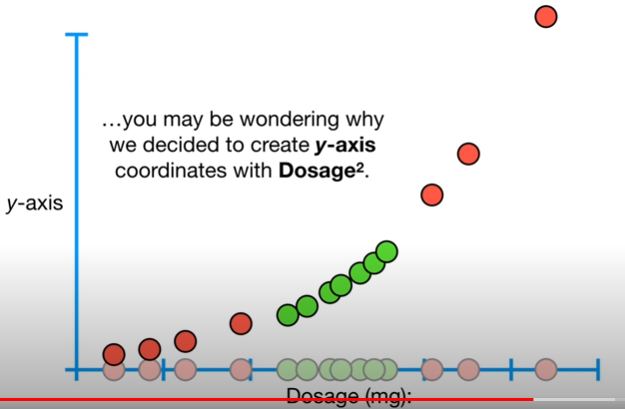 ...you may be wondering why
we decided to create y-axis
coordinates with Dosage².
y-axis
Dosage (mg):